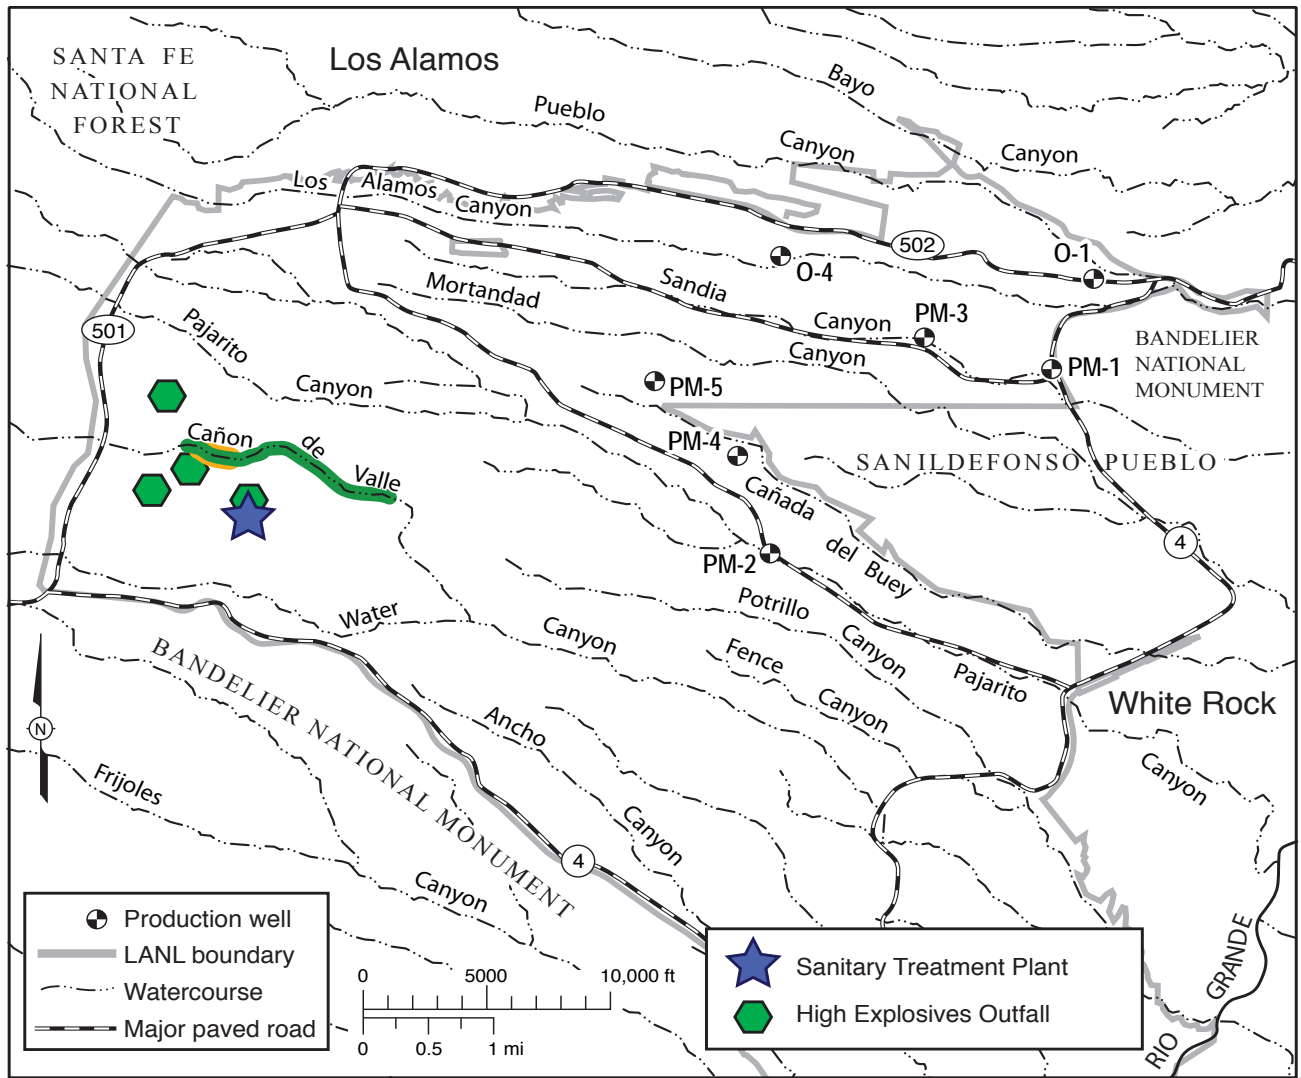 SANTA FE
NATIONAL
FOREST
Los Alamos
Bayo
Pueblo
Canyon
Canyon
Los Alamos
Canyon
502
O-1
O-4
Sandia
Mortandad
Canyon
PM-3
Canyon
501
Pajarito
Canyon
PM-1
BANDELIER
NATIONAL
MONUMENT
PM-5
Cañon de Valle
PM-4
SAN ILDEFONSO PUEBLO
Cañada
del Buey
4
PM-2
Potrillo
Canyon
Water
Canyon
Fence
Canyon
Pajarito
White Rock
Canyon
BANDELIER NATIONAL MONUMENT
N
Ancho
Canyon
Frijoles
Canyon
4
RIO GRANDE
Production well
LANL boundary
Watercourse
Major paved road
0 5000 10,000 ft
0 0.5 1 mi
Sanitary Treatment Plant
High Explosives Outfall